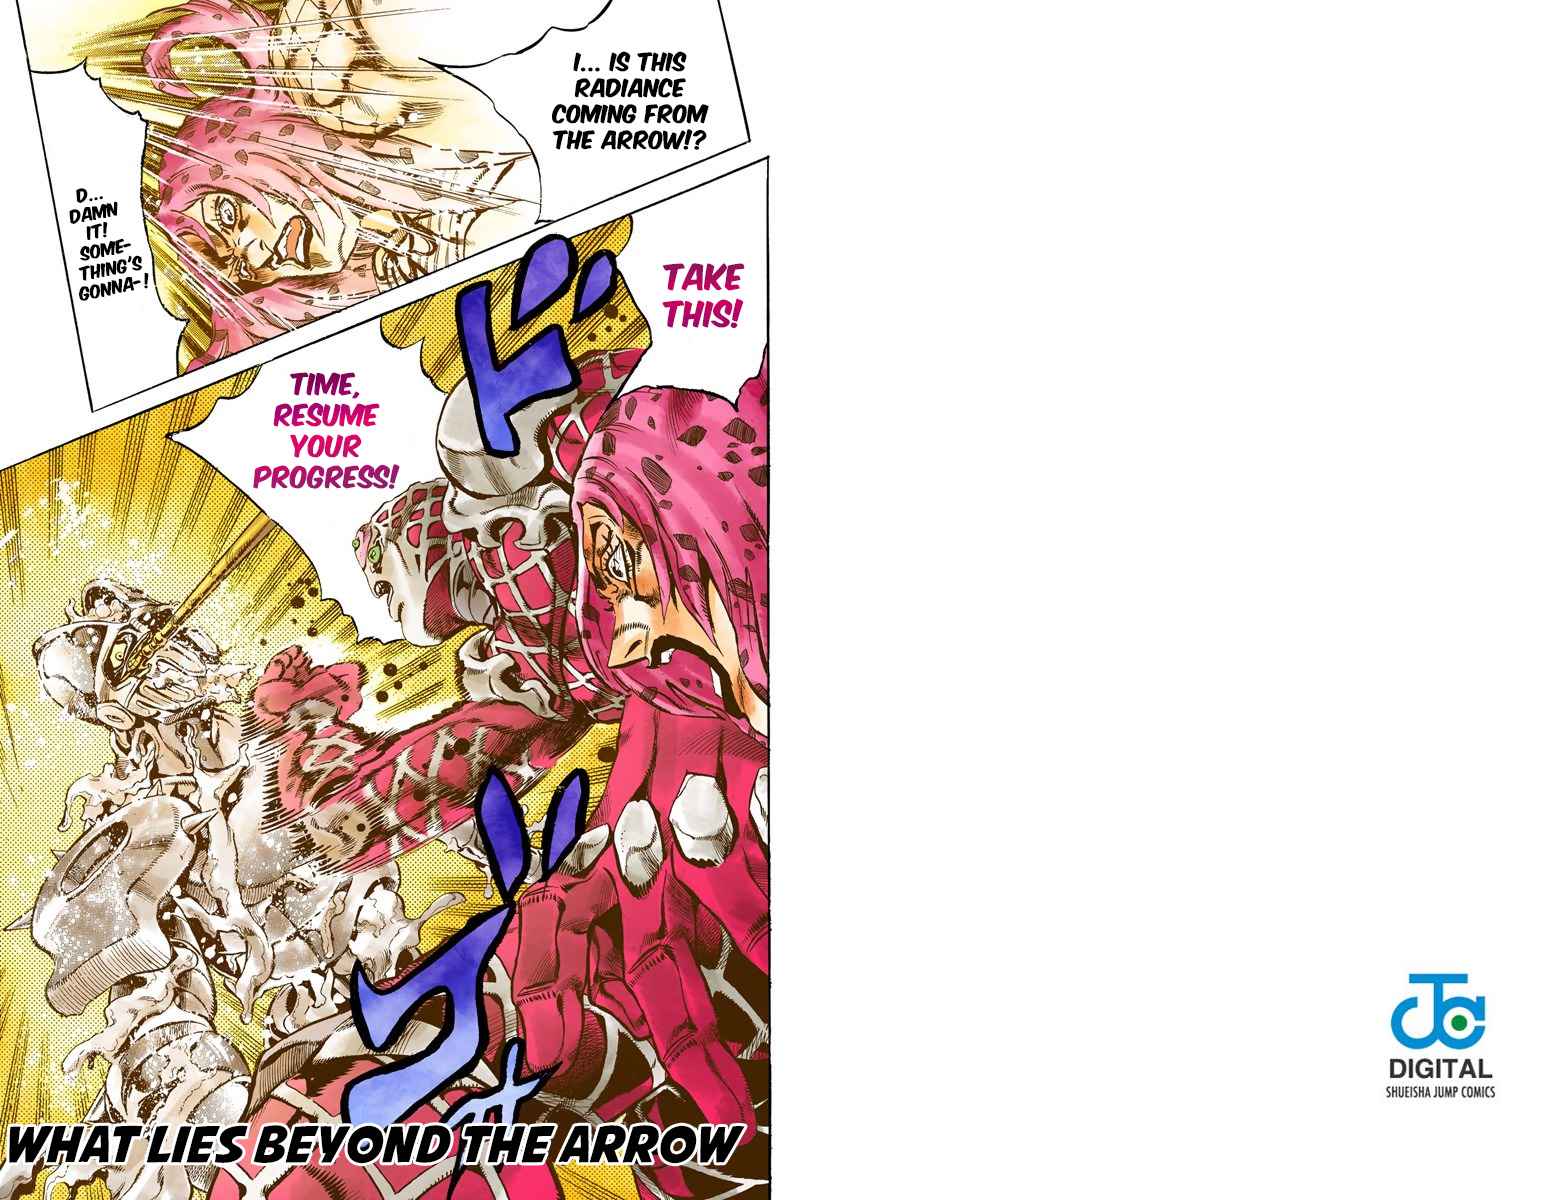 I... IS THIS
RADIANCE
COMING FROM
THE ARROW!?
D...
DAMN
IT!
SOME-
THING'S
GONNA-!
TAKE
THIS!
TIME,
RESUME
YOUR
PROGRESS!
ドゴォ
WHAT LIES BEYOND THE ARROW
DIGITAL
SHUEISHA JUMP COMICS